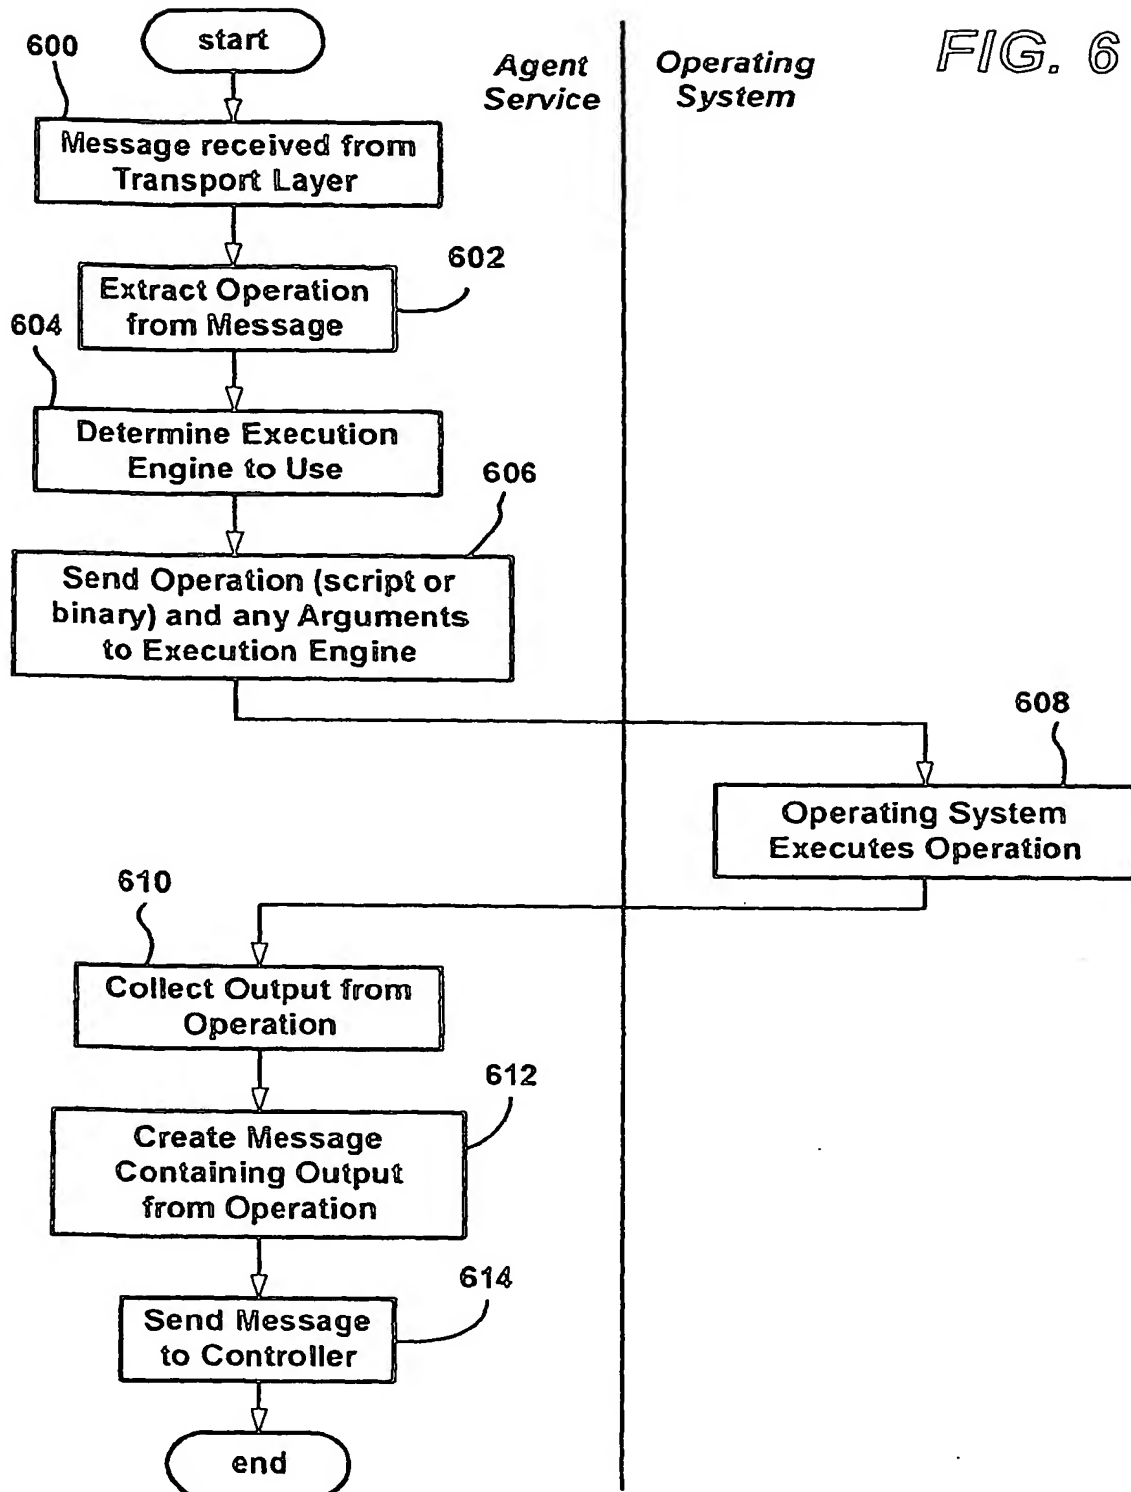 FIG. 6
Agent
Service
Operating
System
start
600
Message received from
Transport Layer
602
Extract Operation
from Message
604
Determine Execution
Engine to Use
606
Send Operation (script or
binary) and any Arguments
to Execution Engine
608
Operating System
Executes Operation
610
Collect Output from
Operation
612
Create Message
Containing Output
from Operation
614
Send Message
to Controller
end